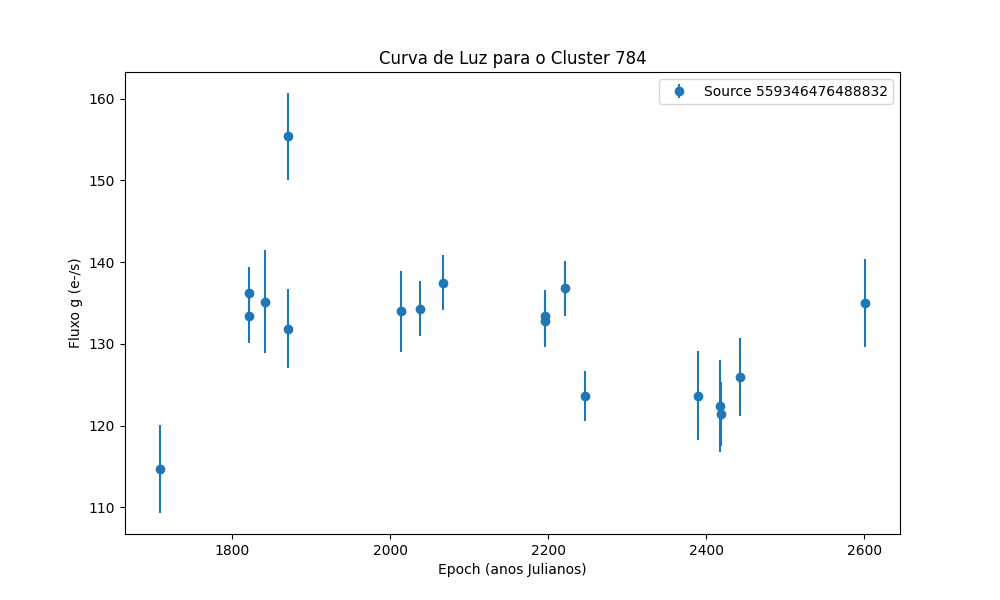 Curva de Luz para o Cluster 784
Source 559346476488832
Fluxo g (e-/s)
160
150
140
130
120
110
1800
2000
2200
2400
2600
Epoch (anos Julianos)